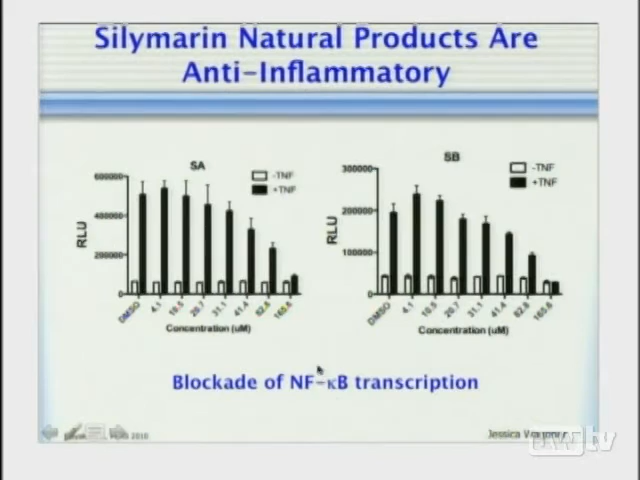 Silymarin Natural Products Are
Anti-Inflammatory
SA
-TNF
+TNF
600000
400000
200000
0
RLU
DMSO
4.1
10.5
20.7
31.1
41.4
82.8
165.6
Concentration (uM)
SB
-TNF
+TNF
300000
200000
100000
0
RLU
DMSO
4.1
10.5
20.7
31.1
41.4
82.8
165.6
Concentration (uM)
Blockade of NF-κB transcription
2010
Jessica
tv